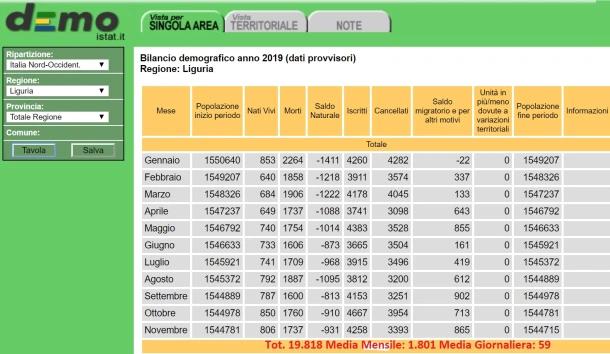 demo
istat.it
Vista per
SINGOLA AREA
Vista
TERRITORIALE
NOTE
Ripartizione:
Italia Nord-Occident.
Regione:
Liguria
Provincia:
Totale Regione
Comune:
Tavola Salva
Bilancio demografico anno 2019 (dati provvisori)
Regione: Liguria
Mese Popolazione inizio periodo Nati Vivi Morti Saldo Naturale Iscritti Cancellati Saldo migratorio e per altri motivi Unità in più/meno dovute a variazioni territoriali Popolazione fine periodo Informazioni
Totale
Gennaio 1550640 853 2264 -1411 4260 4282 -22 0 1549207
Febbraio 1549207 640 1858 -1218 3911 3574 337 0 1548326
Marzo 1548326 684 1906 -1222 4178 4045 133 0 1547237
Aprile 1547237 649 1737 -1088 3741 3098 643 0 1546792
Maggio 1546792 740 1754 -1014 4383 3528 855 0 1546633
Giugno 1546633 733 1606 -873 3665 3504 161 0 1545921
Luglio 1545921 741 1709 -968 3915 3496 419 0 1545372
Agosto 1545372 792 1887 -1095 3812 3200 612 0 1544889
Settembre 1544889 787 1600 -813 4153 3251 902 0 1544978
Ottobre 1544978 850 1760 -910 4667 3954 713 0 1544781
Novembre 1544781 806 1737 -931 4258 3393 865 0 1544715
Tot. 19.818 Media Mensile: 1.801 Media Giornaliera: 59